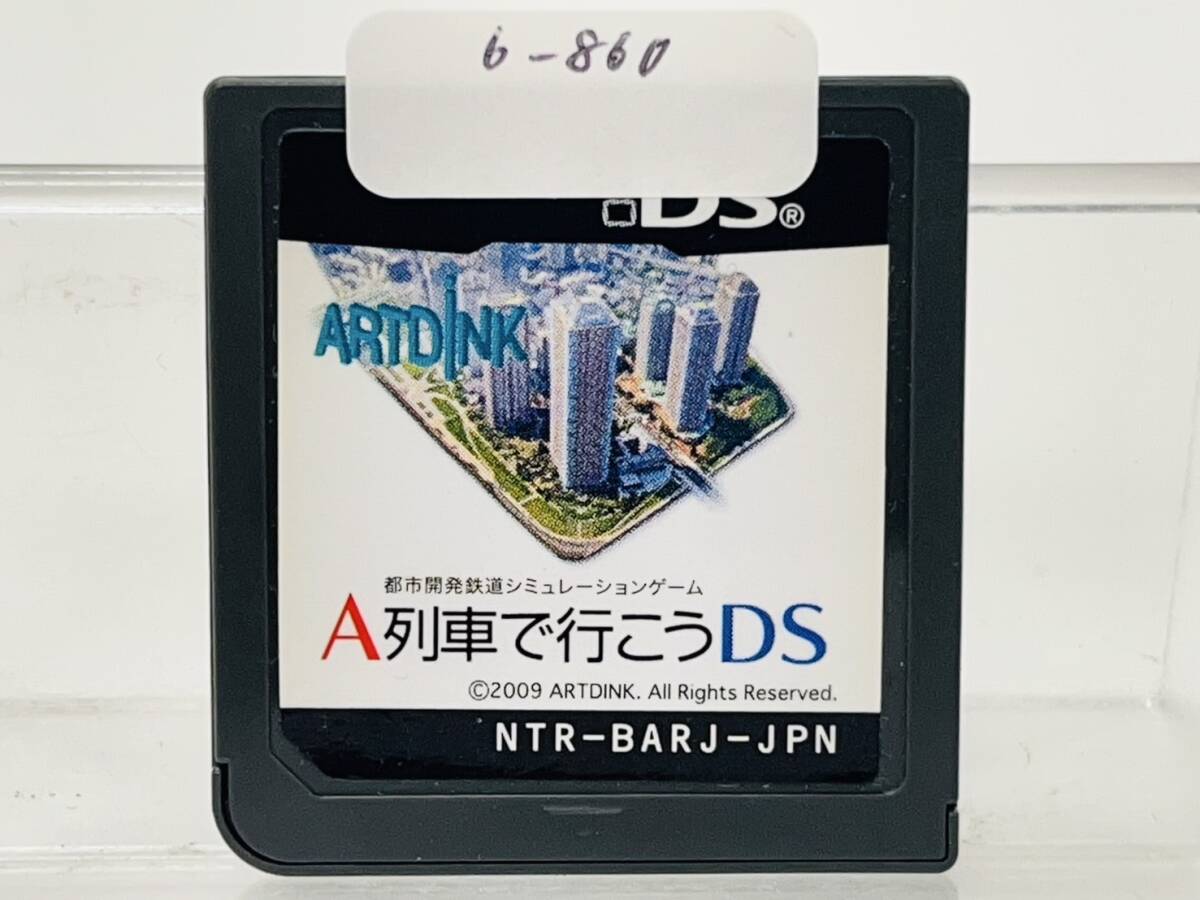 6-860
DS®
ARTDINK
都市開発鉄道シミュレーションゲーム
A列車で行こうDS
©2009 ARTDINK. All Rights Reserved.
NTR-BARJ-JPN